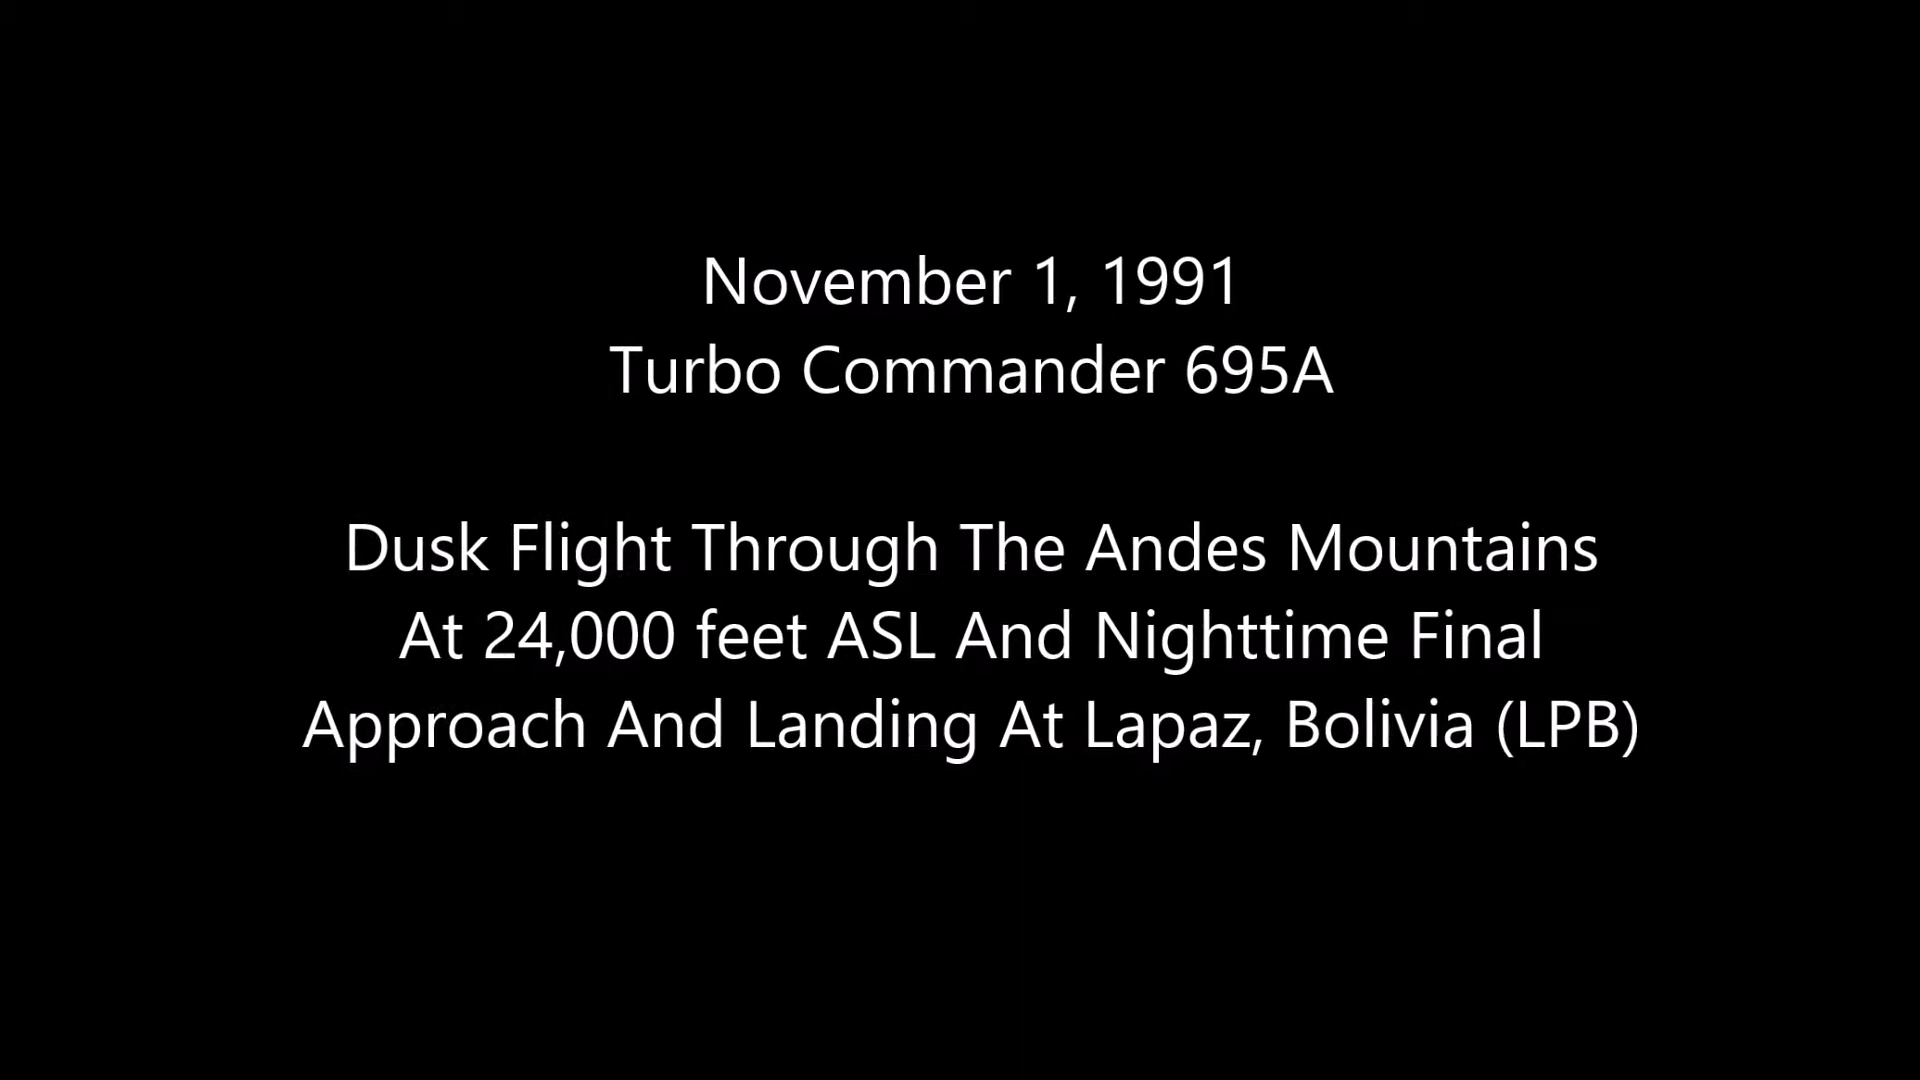 November 1, 1991
Turbo Commander 695A
Dusk Flight Through The Andes Mountains
At 24,000 feet ASL And Nighttime Final
Approach And Landing At Lapaz, Bolivia (LPB)